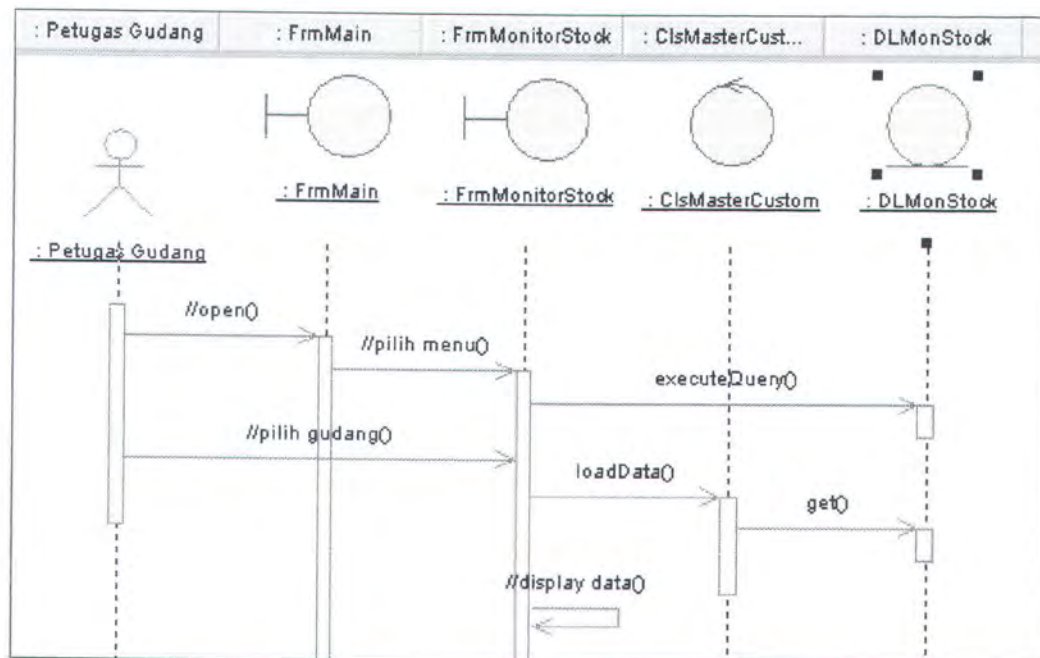 : Petugas Gudang
: FrmMain
: FrmMonitorStock
: ClsMasterCust...
: DLMonStock
: FrmMain
: FrmMonitorStock
: ClsMasterCustom
: DLMonStock
: Petugas Gudang
//open()
//pilih menu()
executeQuery()
//pilih gudang()
loadData()
get()
//display data()